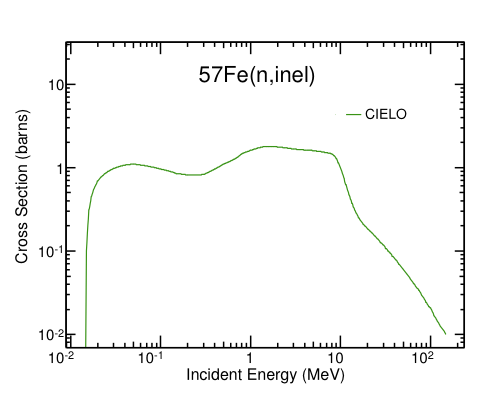 57Fe(n,inel)
CIELO
Cross Section (barns)
10
1
10-1
10-2
10-2 10-1 1 10 102
Incident Energy (MeV)